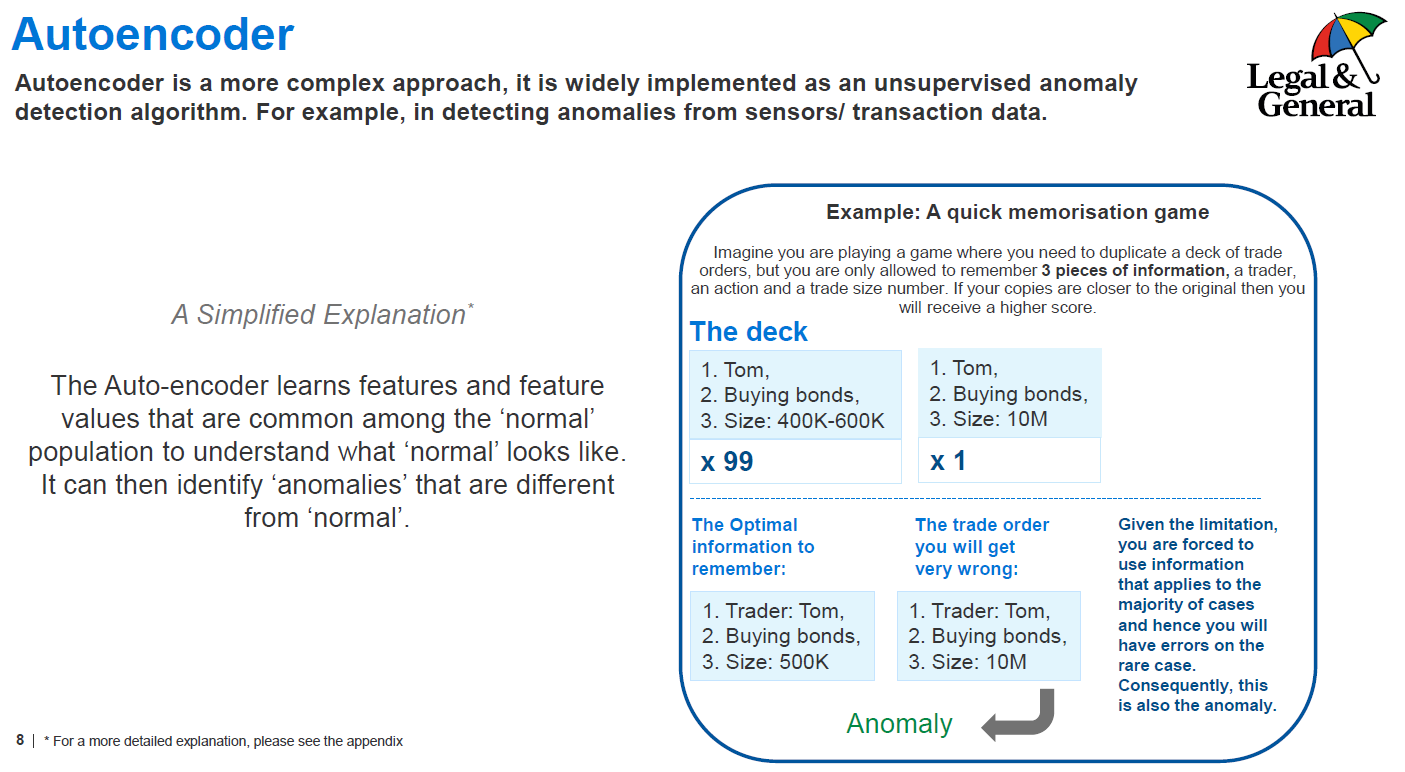 Autoencoder
Autoencoder is a more complex approach, it is widely implemented as an unsupervised anomaly
detection algorithm. For example, in detecting anomalies from sensors/ transaction data.
Legal &
General
A Simplified Explanation*
The Auto-encoder learns features and feature
values that are common among the ‘normal’
population to understand what ‘normal’ looks like.
It can then identify ‘anomalies’ that are different
from ‘normal’.
Example: A quick memorisation game
Imagine you are playing a game where you need to duplicate a deck of trade
orders, but you are only allowed to remember 3 pieces of information, a trader,
an action and a trade size number. If your copies are closer to the original then you
will receive a higher score.
The deck
1. Tom,
2. Buying bonds,
3. Size: 400K-600K
x 99
1. Tom,
2. Buying bonds,
3. Size: 10M
x 1
The Optimal
information to
remember:
1. Trader: Tom,
2. Buying bonds,
3. Size: 500K
The trade order
you will get
very wrong:
1. Trader: Tom,
2. Buying bonds,
3. Size: 10M
Given the limitation,
you are forced to
use information
that applies to the
majority of cases
and hence you will
have errors on the
rare case.
Consequently, this
is also the anomaly.
Anomaly
8 | * For a more detailed explanation, please see the appendix